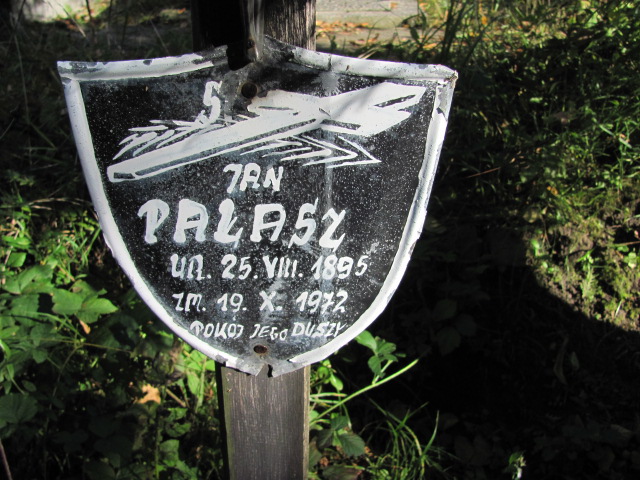 Ś.
JAN
PAŁASZ
UR. 25. VIII. 1895
ZM. 19. X. 1972
POKÓJ JEGO DUSZY